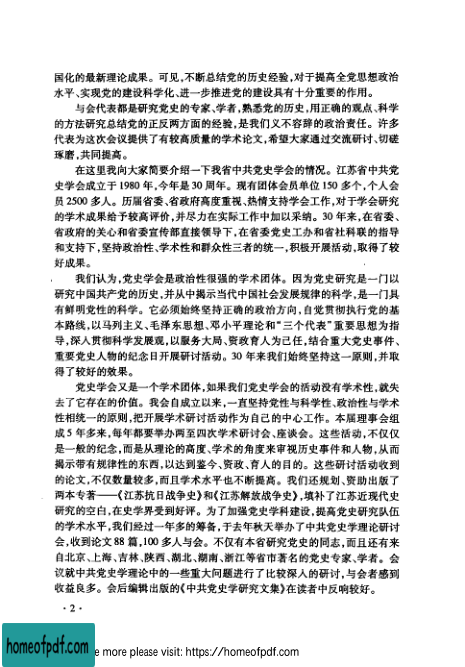 国化的最新理论成果。可见,不断总结党的历史经验,对于提高全党思想政治
水平、实现党的建设科学化、进一步推进党的建设具有十分重要的作用。
与会代表都是研究党史的专家、学者,熟悉党的历史,用正确的观点、科学
的方法研究总结党的正反两方面的经验,是我们义不容辞的政治责任。许多
代表为这次会议提供了有较高质量的学术论文,希望大家通过交流研讨、切磋
琢磨,共同提高。
在这里我向大家简要介绍一下我省中共党史学会的情况。江苏省中共党
史学会成立于1980年,今年是30周年。现有团体会员单位150多个,个人会
员2500多人。历届省委、省政府高度重视、热情支持学会工作,对于学会研究
的学术成果给予较高评价,并尽力在实际工作中加以采纳。30年来,在省委、
省政府的关心和省委宣传部直接领导下,在省委党史工办和省社科联的指导
和支持下,坚持政治性、学术性和群众性三者的统一,积极开展活动,取得了较
好成果。
我们认为,党史学会是政治性很强的学术团体。因为党史研究是一门以
研究中国共产党的历史,并从中揭示当代中国社会发展规律的科学,是一门具
有鲜明党性的科学。它必须始终坚持正确的政治方向,自觉贯彻执行党的基
本路线,以马列主义、毛泽东思想、邓小平理论和“三个代表”重要思想为指
导,深入贯彻科学发展观,以服务大局、资政育人为己任,结合重大党史事件、
重要党史人物的纪念日开展研讨活动。30年来我们始终坚持这一原则,并取
得了较好的效果。
党史学会又是一个学术团体,如果我们党史学会的活动没有学术性,就失
去了它存在的价值。我会自成立以来,一直坚持党性与科学性、政治性与学术
性相统一的原则,把开展学术研讨活动作为自己的中心工作。本届理事会组
成5年多来,每年都要举办两至四次学术研讨会、座谈会。这些活动,不仅仅
是一般的纪念,而是从理论的高度、学术的角度来审视历史事件和人物,从而
揭示带有规律性的东西,以达到鉴今、资政、育人的目的。这些研讨活动收到
的论文,不仅数量较多,而且学术水平也不断提高。我们还规划、资助出版了
两本专著——《江苏抗日战争史》和《江苏解放战争史》,填补了江苏近现代史
研究的空白,在史学界受到好评。为了加强党史学科建设,提高党史研究队伍
的学术水平,我们经过一年多的筹备,于去年秋天举办了中共党史学理论研讨
会,收到论文88篇,100多人与会。不仅有本省研究党史的同志,而且还有来
自北京、上海、吉林、陕西、湖北、湖南、浙江等省市著名的党史专家、学者。会
议就中共党史学理论中的一些重大问题进行了比较深入的研讨,与会者感到
收益良多。会后编辑出版的《中共党史学研究文集》在读者中反响较好。
·2·
homeofpdf.com
e more please visit: https://homeofpdf.com